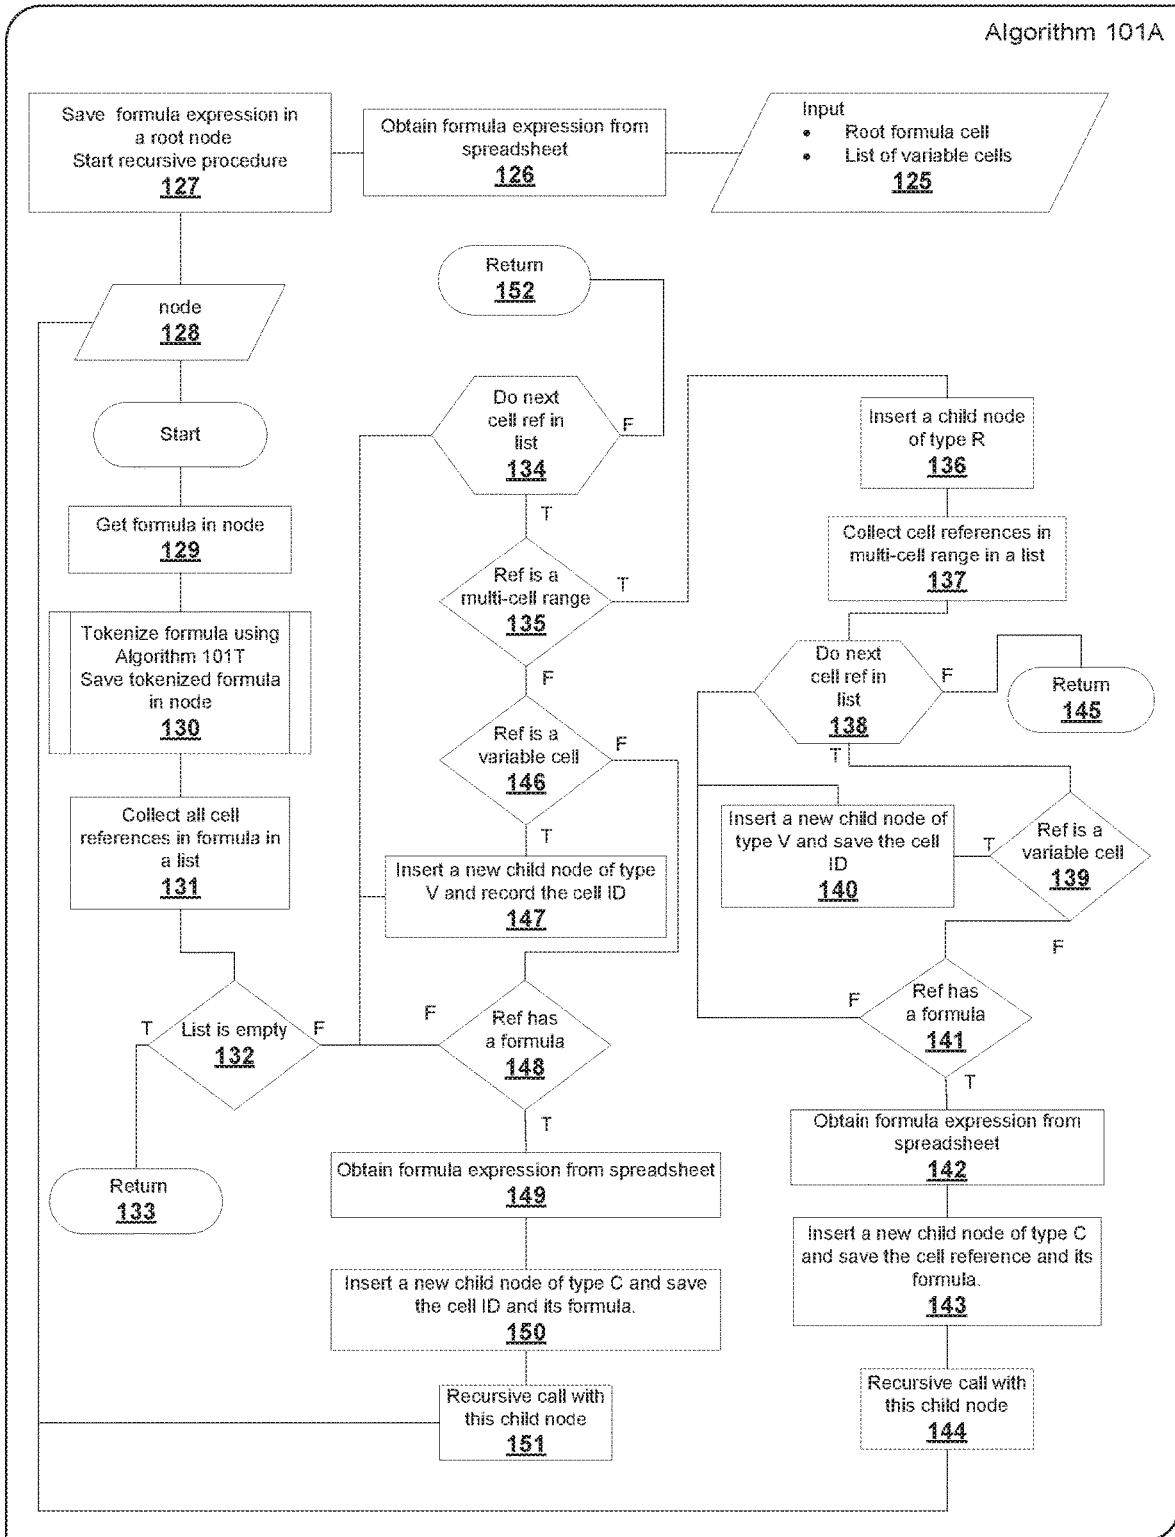 Algorithm 101A
Save formula expression in
a root node
Start recursive procedure
127
Obtain formula expression from
spreadsheet
126
Input
• Root formula cell
• List of variable cells
125
node
128
Start
Get formula in node
129
Tokenize formula using
Algorithm 101T
Save tokenized formula
in node
130
Collect all cell
references in formula in
a list
131
T
List is empty
132
F
Return
133
Return
152
Do next
cell ref in
list
134
F
T
Ref is a
multi-cell range
135
T
F
Ref is a
variable cell
146
F
T
Insert a new child node of type
V and record the cell ID
147
F
Ref has
a formula
148
T
Obtain formula expression from spreadsheet
149
Insert a new child node of type C and save
the cell ID and its formula.
150
Recursive call with
this child node
151
Insert a child node
of type R
136
Collect cell references in
multi-cell range in a list
137
Do next
cell ref in
list
138
F
Return
145
T
Insert a new child node of
type V and save the cell
ID
140
T
Ref is a
variable cell
139
F
F
Ref has
a formula
141
T
Obtain formula expression from
spreadsheet
142
Insert a new child node of type C
and save the cell reference and its
formula.
143
Recursive call with
this child node
144